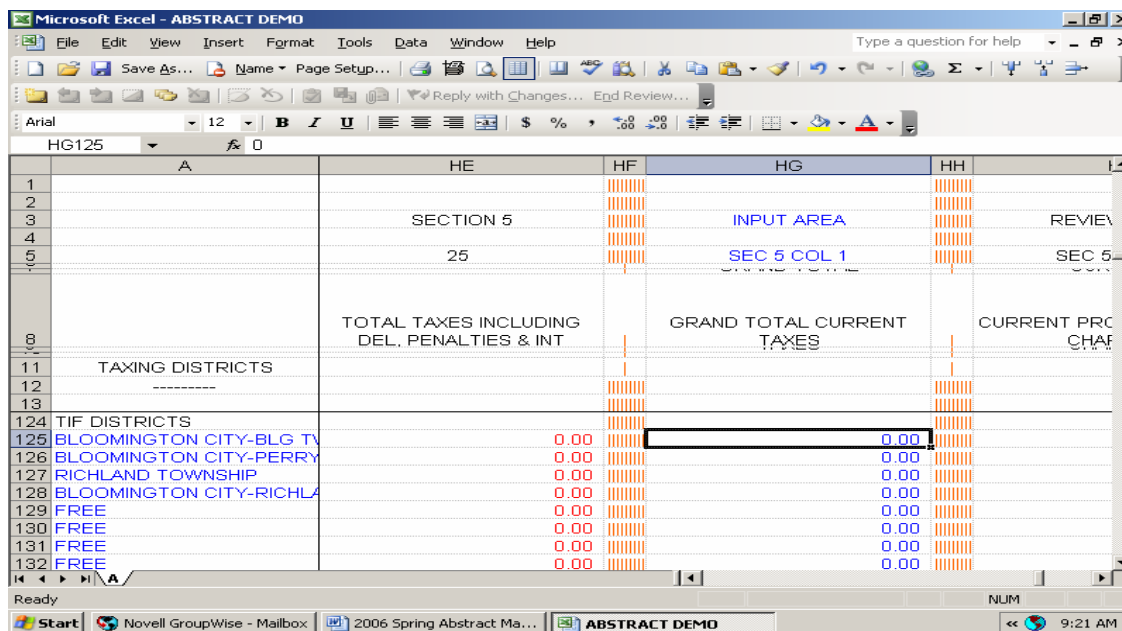 Microsoft Excel - ABSTRACT DEMO
File Edit View Insert Format Tools Data Window Help Type a question for help
Save As... Name Page Setup...
Reply with Changes... End Review...
Arial 12 B I U $ % ,
HG125 fx 0
A HE HF HG HH
1
2
3 SECTION 5 INPUT AREA REVIEW
4
5 25 SEC 5 COL 1 SEC 5
8 TOTAL TAXES INCLUDING DEL, PENALTIES & INT GRAND TOTAL CURRENT TAXES CURRENT
11 TAXING DISTRICTS
12 ---------
13
124 TIF DISTRICTS
125 BLOOMINGTON CITY-BLG 0.00 0.00
126 BLOOMINGTON CITY-PERRY 0.00 0.00
127 RICHLAND TOWNSHIP 0.00 0.00
128 BLOOMINGTON CITY-RICHLA 0.00 0.00
129 FREE 0.00 0.00
130 FREE 0.00 0.00
131 FREE 0.00 0.00
132 FREE 0.00 0.00
A
Ready NUM
Start Novell GroupWise - Mailbox 2006 Spring Abstract Ma... ABSTRACT DEMO « 9:21 AM